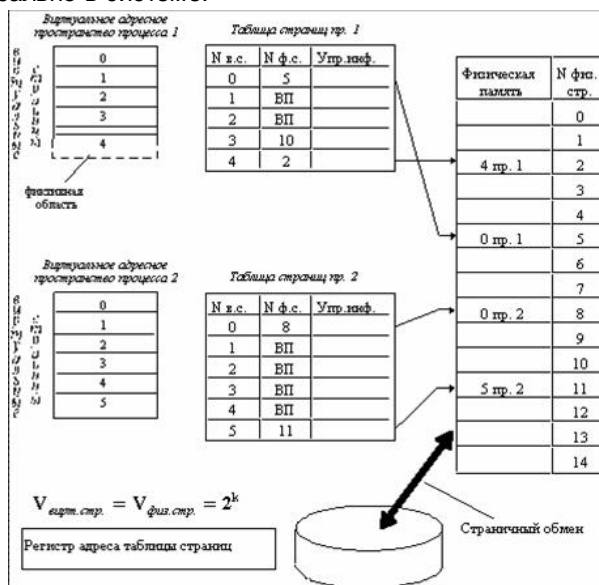 Виртуальное адресное
пространство процесса 1
Таблица страниц пр. 1
виртуальные
страницы
0
1
2
3
4
фиктивная
область
N в.с. N ф.с. Упр.инф.
0 5
1 ВП
2 ВП
3 10
4 2
Физическая
память
N физ.
стр.
0
1
4 пр. 1 2
3
4
0 пр. 1 5
6
7
0 пр. 2 8
9
10
5 пр. 2 11
12
13
14
Виртуальное адресное
пространство процесса 2
Таблица страниц пр. 2
виртуальные
страницы
0
1
2
3
4
5
N в.с. N ф.с. Упр.инф.
0 8
1 ВП
2 ВП
3 ВП
4 ВП
5 11
V вирт.стр. = V физ.стр. = 2^k
Регистр адреса таблицы страниц
Страничный обмен